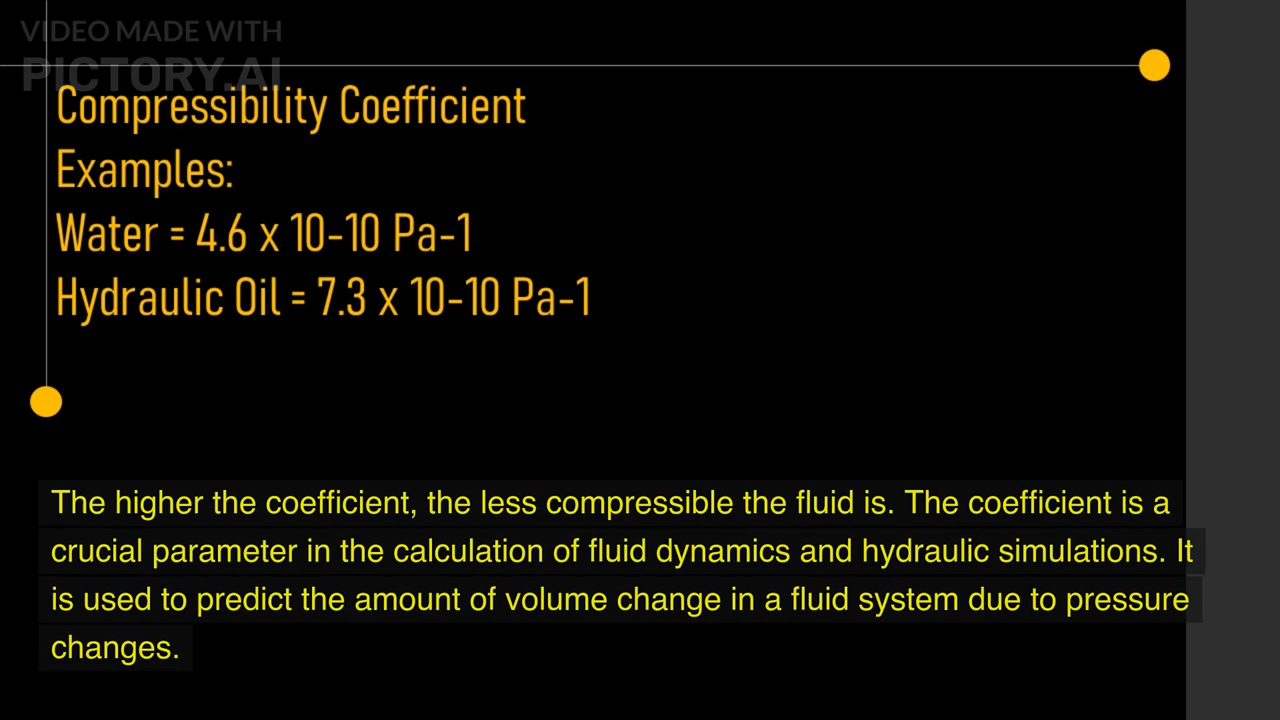 VIDEO MADE WITH
PICTORY.AI
Compressibility Coefficient
Examples:
Water = 4.6 x 10-10 Pa-1
Hydraulic Oil = 7.3 x 10-10 Pa-1
The higher the coefficient, the less compressible the fluid is. The coefficient is a
crucial parameter in the calculation of fluid dynamics and hydraulic simulations. It
is used to predict the amount of volume change in a fluid system due to pressure
changes.